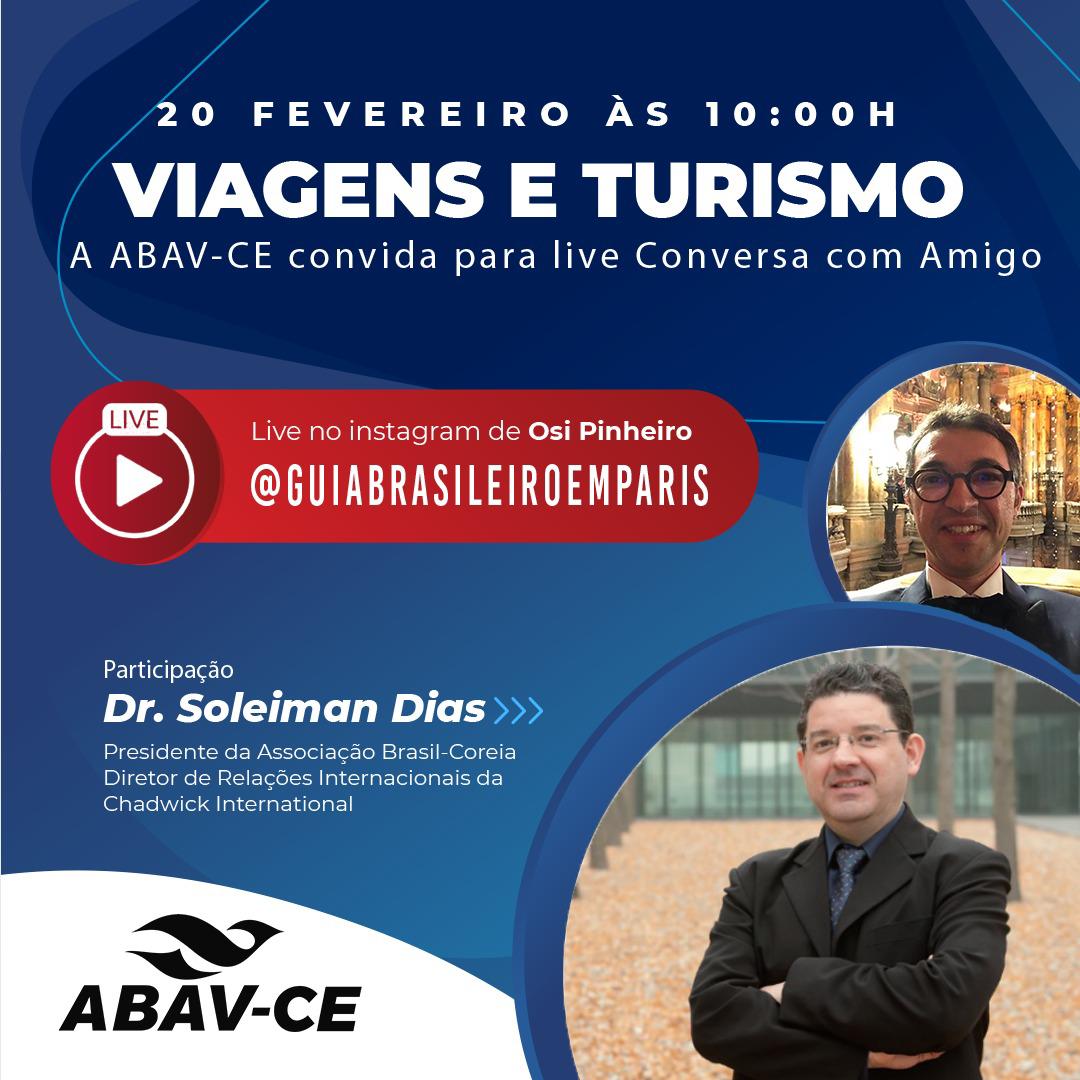 20 FEVEREIRO ÀS 10:00H
VIAGENS E TURISMO
A ABAV-CE convida para live Conversa com Amigo
LIVE
Live no instagram de Osi Pinheiro
@GUIABRASILEIROEMPARIS
Participação
Dr. Soleiman Dias
Presidente da Associação Brasil-Coreia
Diretor de Relações Internacionais da
Chadwick International
ABAV-CE